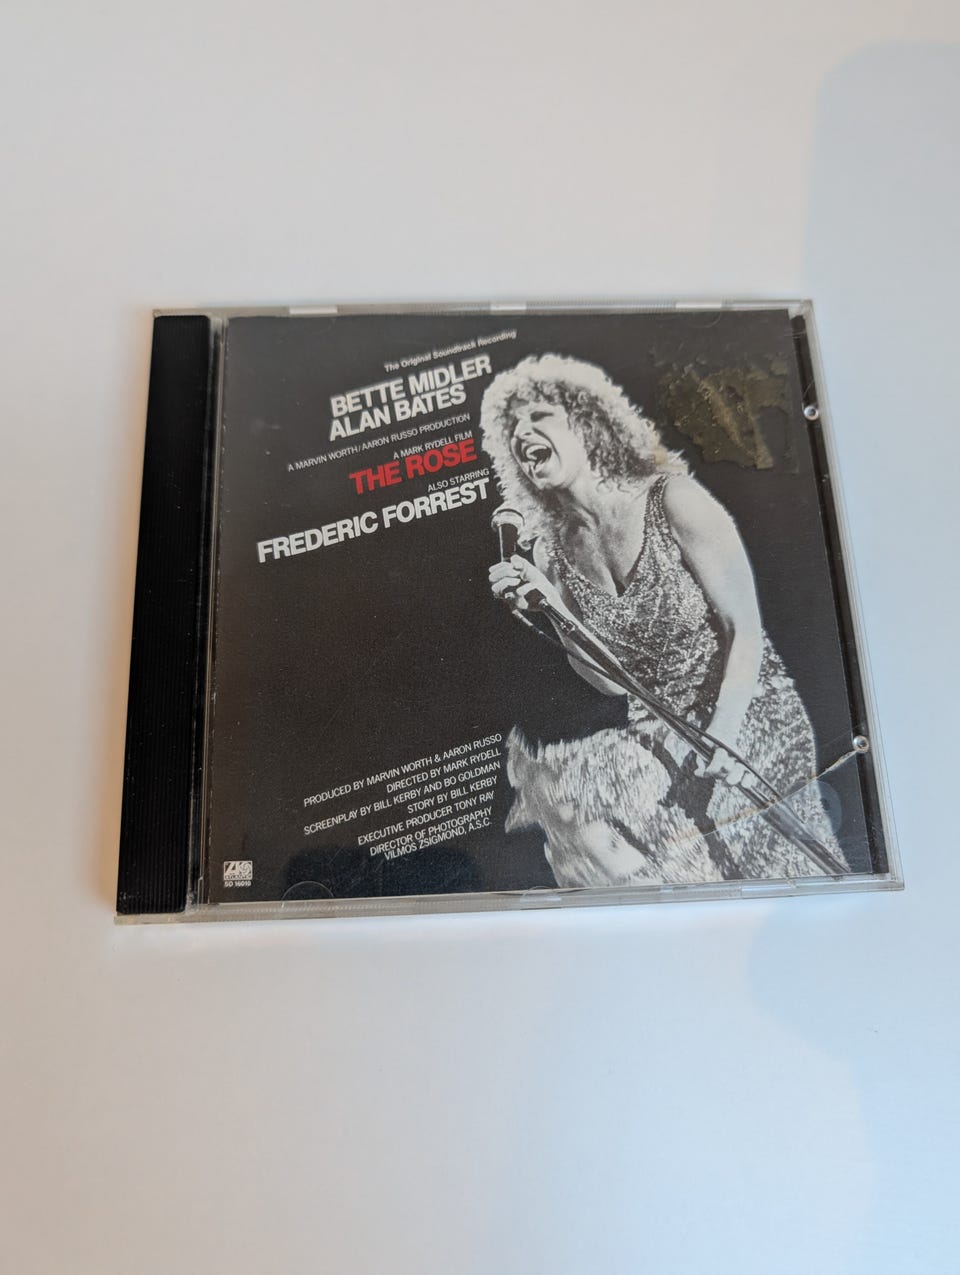 The Original Soundtrack Recording
BETTE MIDLER
ALAN BATES
A MARVIN WORTH/AARON RUSSO PRODUCTION
A MARK RYDELL FILM
THE ROSE
ALSO STARRING
FREDERIC FORREST
PRODUCED BY MARVIN WORTH & AARON RUSSO
DIRECTED BY MARK RYDELL
SCREENPLAY BY BILL KERBY AND BO GOLDMAN
STORY BY BILL KERBY
EXECUTIVE PRODUCER TONY RAY
DIRECTOR OF PHOTOGRAPHY
VILMOS ZSIGMOND, A.S.C.
ATLANTIC
SD 16010